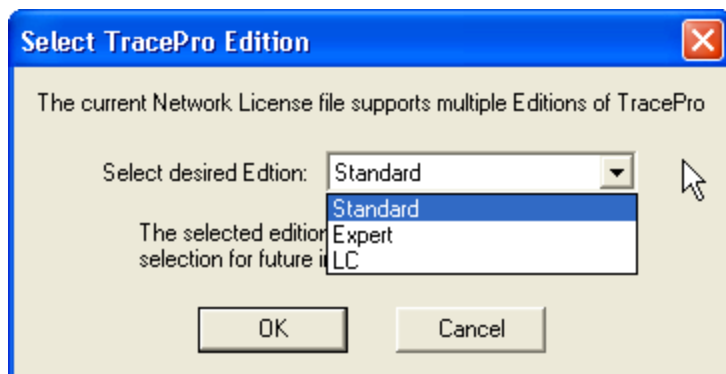 Select TracePro Edition
The current Network License file supports multiple Editions of TracePro
Select desired Edtion: Standard
Standard
The selected edition
Expert
selection for future
LC
OK Cancel